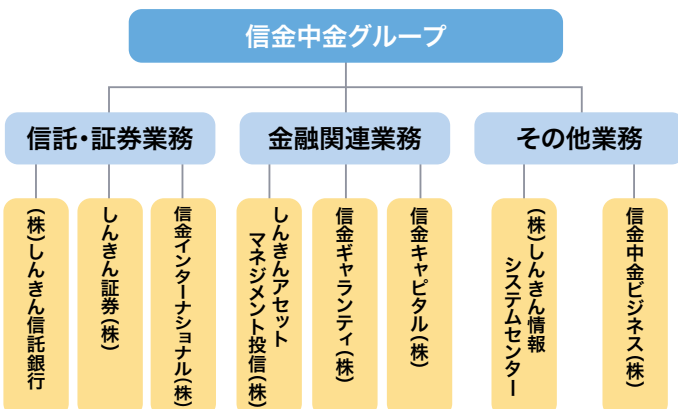 信金中金グループ
信託・証券業務
金融関連業務
その他業務
(株)しんきん信託銀行
しんきん証券(株)
信金インターナショナル(株)
しんきんアセット
マネジメント投信(株)
信金ギャランティ(株)
信金キャピタル(株)
(株)しんきん情報
システムセンター
信金中金ビジネス(株)